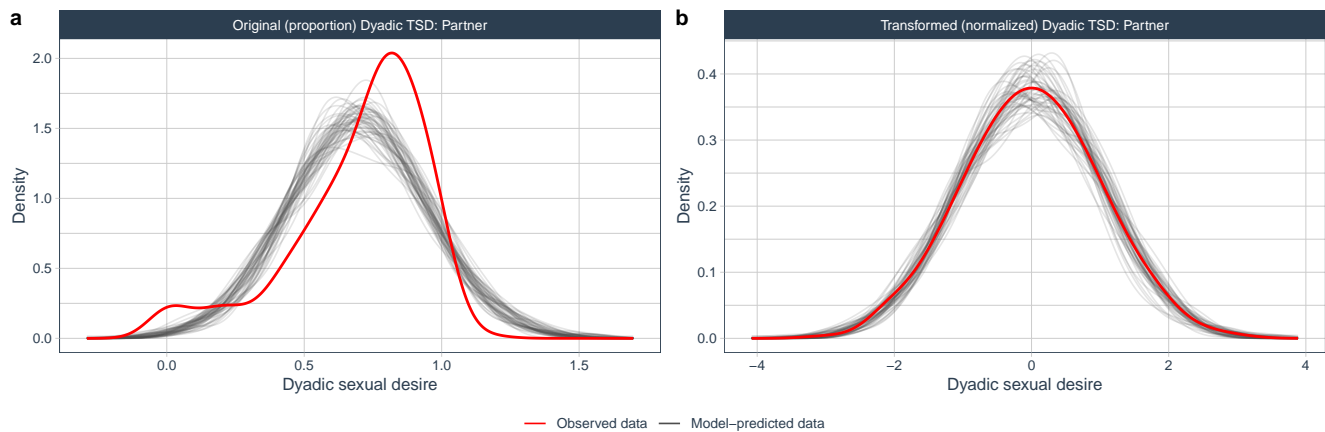 a
Original (proportion) Dyadic TSD: Partner
2.0
1.5
1.0
0.5
0.0
Density
0.0 0.5 1.0 1.5
Dyadic sexual desire
b
Transformed (normalized) Dyadic TSD: Partner
0.4
0.3
0.2
0.1
0.0
Density
−4 −2 0 2 4
Dyadic sexual desire
Observed data Model−predicted data